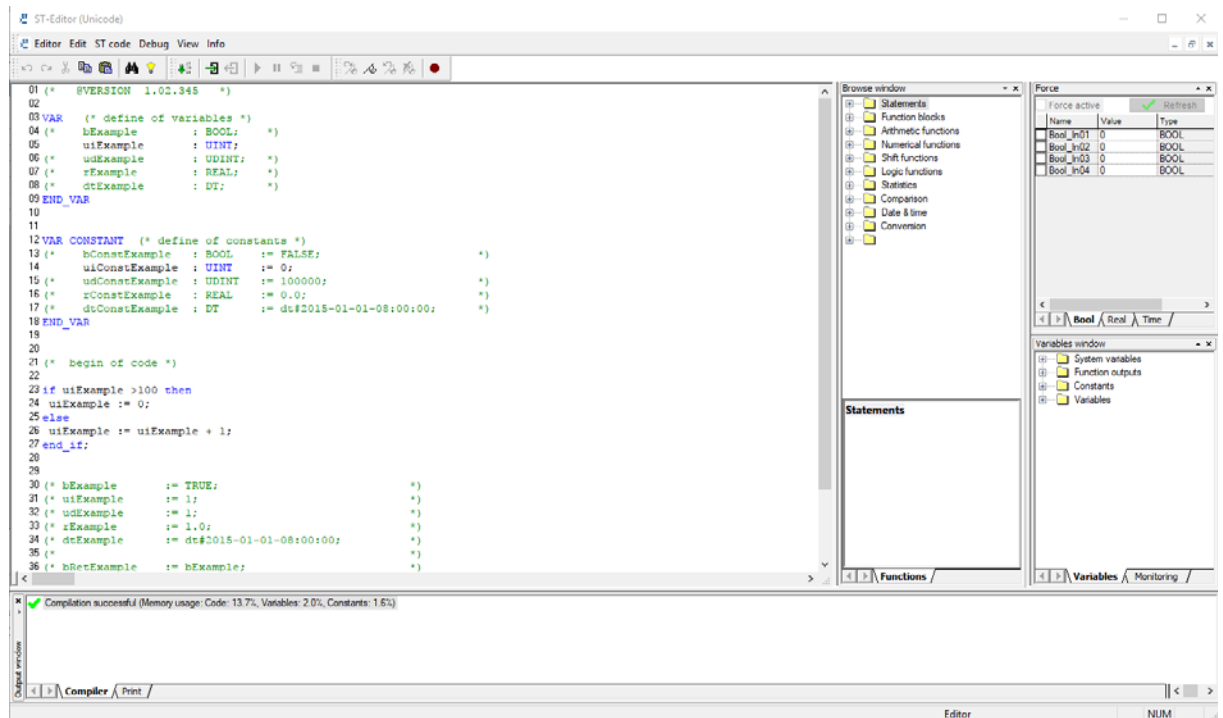 ST-Editor (Unicode)
Editor Edit ST code Debug View Info
01 (* @VERSION 1.02.345 *)
02
03 VAR (* define of variables *)
04 (* bExample : BOOL; *)
05 uiExample : UINT;
06 (* udExample : UDINT; *)
07 (* rExample : REAL; *)
08 (* dtExample : DT; *)
09 END_VAR
10
11
12 VAR CONSTANT (* define of constants *)
13 (* bConstExample : BOOL := FALSE; *)
14 uiConstExample : UINT := 0;
15 (* udConstExample : UDINT := 100000; *)
16 (* rConstExample : REAL := 0.0; *)
17 (* dtConstExample : DT := dt#2015-01-01-08:00:00; *)
18 END_VAR
19
20
21 (* begin of code *)
22
23 if uiExample >100 then
24 uiExample := 0;
25 else
26 uiExample := uiExample + 1;
27 end_if;
28
29
30 (* bExample := TRUE; *)
31 (* uiExample := 1; *)
32 (* udExample := 1; *)
33 (* rExample := 1.0; *)
34 (* dtExample := dt#2015-01-01-08:00:00; *)
35 (* *)
36 (* bRetExample := bExample; *)
Browse window
Statements
Function blocks
Arithmetic functions
Numerical functions
Shift functions
Logic functions
Statistics
Comparison
Date & time
Conversion
Statements
Functions
Force
Force active Refresh
Name Value Type
Bool_In01 0 BOOL
Bool_In02 0 BOOL
Bool_In03 0 BOOL
Bool_In04 0 BOOL
Bool Real Time
Variables window
System variables
Function outputs
Constants
Variables
Variables Monitoring
Output window
Compilation successful (Memory usage: Code: 13.7%, Variables: 2.0%, Constants: 1.6%)
Compiler Print
Editor NUM